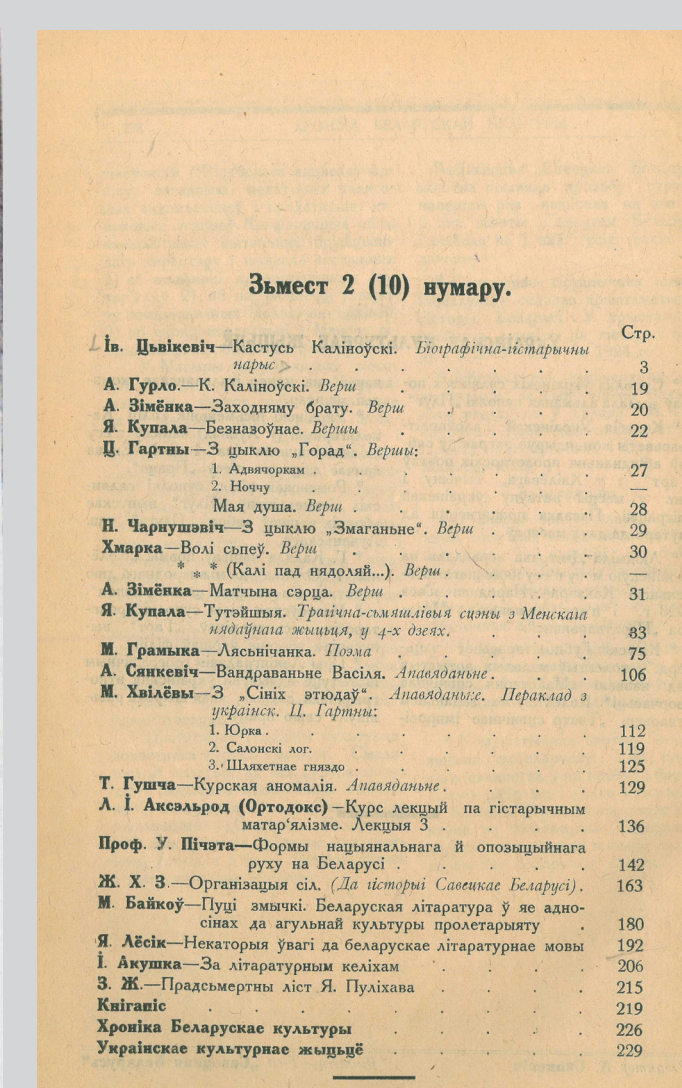 Зьмест 2 (10) нумару.
Стр.
Ів. Цьвікевіч—Кастусь Каліноўскі. Біографічна-гістарычны
нарыс . . . . . . . 3
А. Гурло.—К. Каліноўскі. Верш . . . . . 19
А. Зімёнка—Заходняму брату. Верш . . . . 20
Я. Купала—Безназоўнае. Вершы . . . . . 22
Ц. Гартны—З цыклю „Горад“. Вершы:
1. Адвячоркам . . . . . . . 27
2. Ноччу . . . . . . . —
Мая душа. Верш . . . . . . 28
Н. Чарнушэвіч—З цыклю „Змаганьне“. Верш . . . 29
Хмарка—Волі сьпеў. Верш . . . . . . 30
* * * (Калі пад нядоляй...). Верш . . . . —
А. Зімёнка—Матчына сэрца. Верш . . . . 31
Я. Купала—Тутэйшыя. Трагічна-сьмяшлівыя сцэны з Менскага
нядаўнага жыцьця, у 4-х дзеях. . . . 33
М. Грамыка—Лясьнічанка. Поэма . . . . 75
А. Сянкевіч—Вандраваньне Васіля. Апавяданьне. . . . 106
М. Хвілёвы—З „Сініх этюдаў“. Апавяданьне. Пераклад з
украінск. Ц. Гартны:
1. Юрка . . . . . . . . 112
2. Салонскі лог. . . . . . . 119
3. Шляхетнае гняздо . . . . . . 125
Т. Гушча—Курская аномалія. Апавяданьне. . . . 129
Л. І. Аксэльрод (Ортодокс)—Курс лекцый па гістарычным
матар‘ялізме. Лекцыя 3 . . . . 136
Проф. У. Пічэта—Формы нацыянальнага й опозыцыйнага
руху на Беларусі . . . . . 142
Ж. Х. З.—Організацыя сіл. (Да гісторыі Савецкае Беларусі). 163
М. Байкоў—Пуці змычкі. Беларуская літаратура ў яе адно-
сінах да агульнай культуры пролетарыяту . 180
Я. Лёсік—Некаторыя ўвагі да беларускае літаратурнае мовы 192
І. Акушка—За літаратурным келіхам . . . . 206
З. Ж.—Прадсьмертны ліст Я. Пуліхава . . . . 215
Кнігапіс . . . . . . . . . 219
Хроніка Беларускае культуры . . . . . 226
Украінскае культурнае жыцьцё . . . . . 229